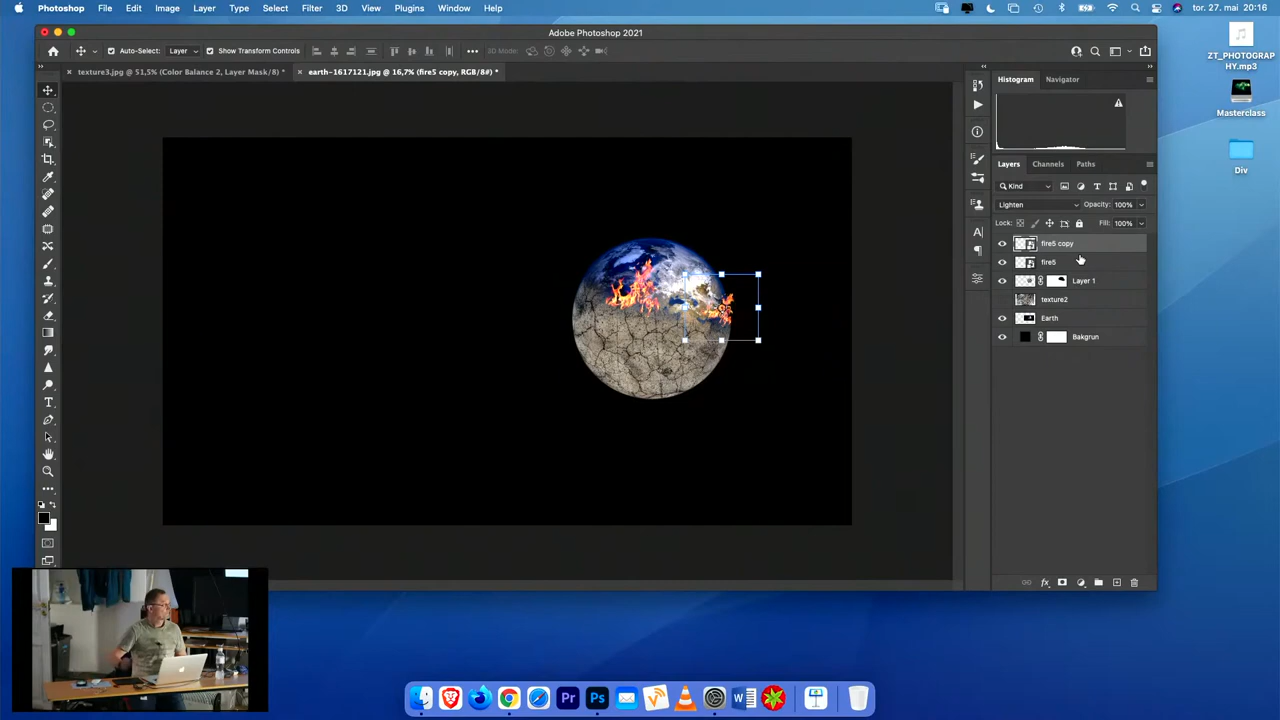 Photoshop File Edit Image Layer Type Select Filter 3D View Plugins Window Help tor. 27. mai 20:16
Adobe Photoshop 2021
Auto-Select: Layer Show Transform Controls 3D Mode:
texture3.jpg @ 51,5% (Color Balance 2, Layer Mask/8) * earth-1617121.jpg @ 16,7% (fire5 copy, RGB/8#) *
Histogram Navigator
Layers Channels Paths
Kind
Lighten Opacity: 100%
Lock: Fill: 100%
fire5 copy
fire5
Layer 1
texture2
Earth
Bakgrun
ZT_PHOTOGRAP
HY.mp3
Masterclass
Div